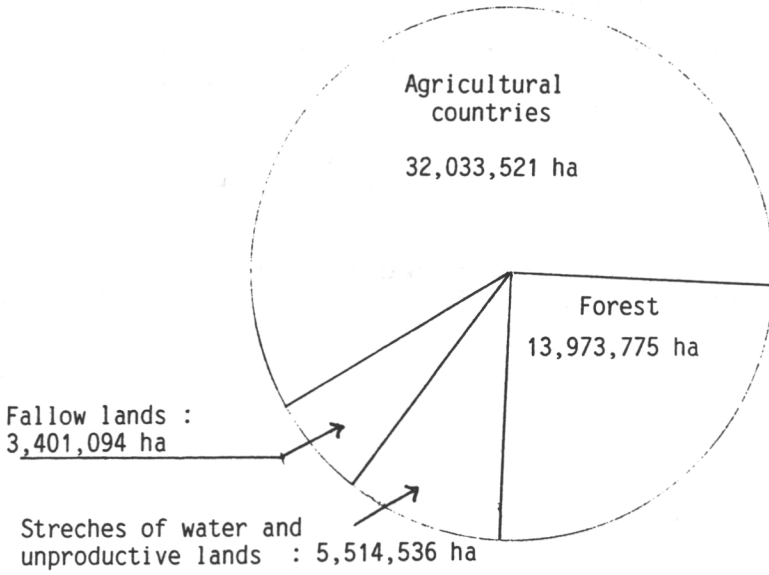 Agricultural
countries
32,033,521 ha
Forest
13,973,775 ha
Fallow lands :
3,401,094 ha
Streches of water and
unproductive lands : 5,514,536 ha